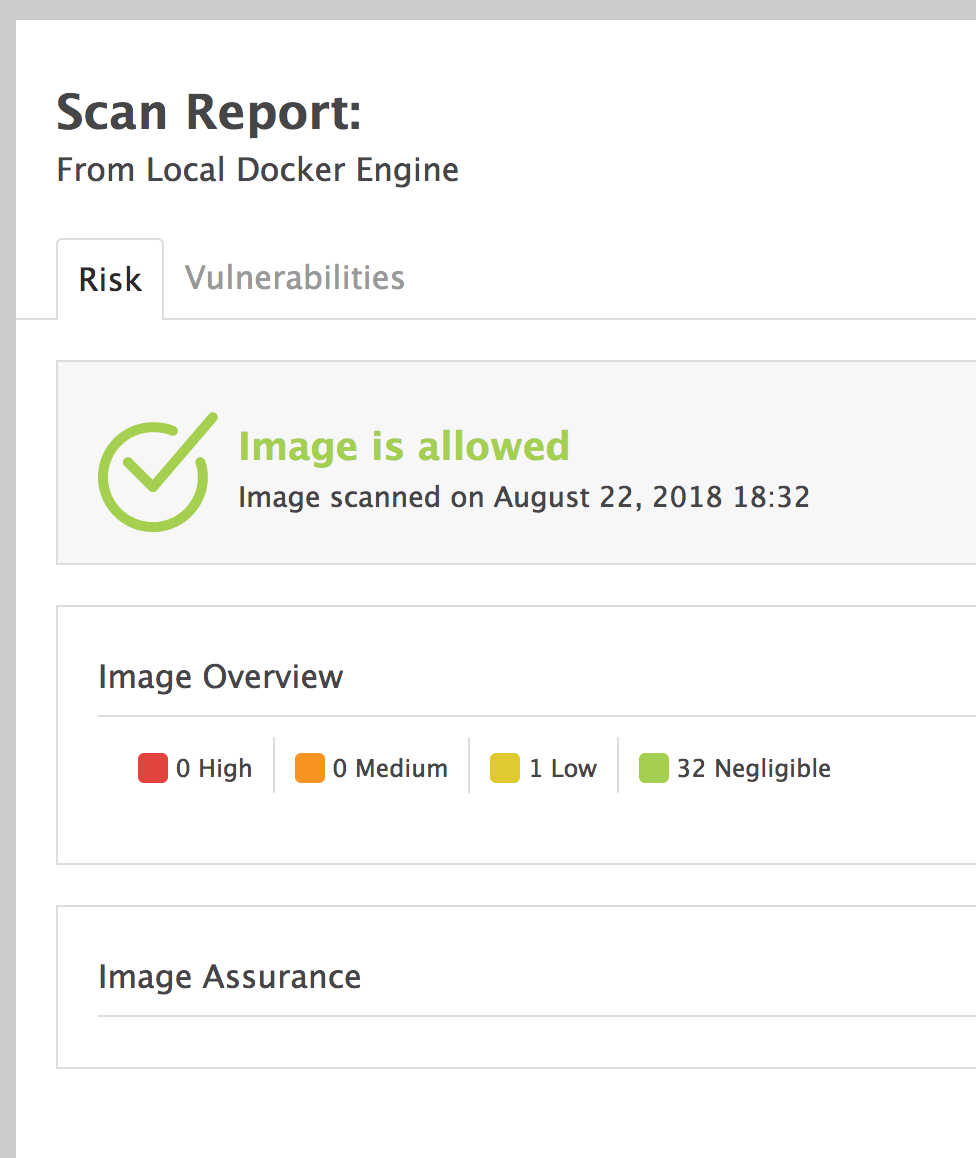 Scan Report:
From Local Docker Engine
Risk Vulnerabilities
Image is allowed
Image scanned on August 22, 2018 18:32
Image Overview
0 High 0 Medium 1 Low 32 Negligible
Image Assurance